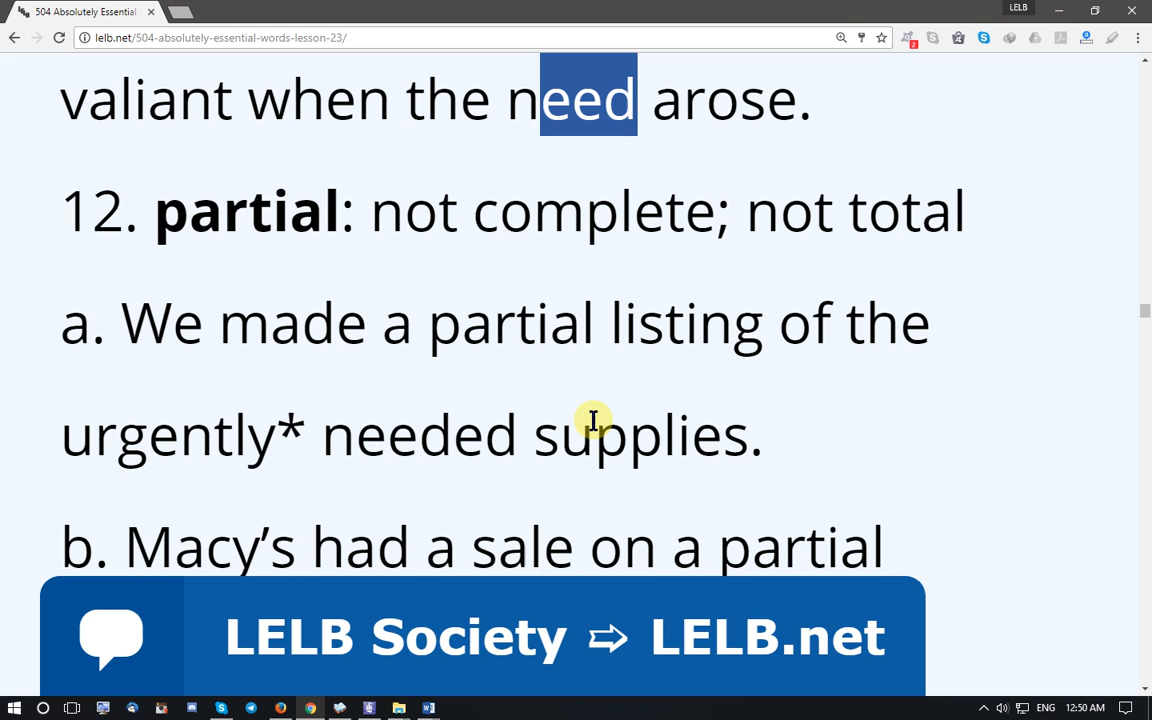 504 Absolutely Essential
LELB
lelb.net/504-absolutely-essential-words-lesson-23/
2
valiant when the need arose.
12. partial: not complete; not total
a. We made a partial listing of the
urgently* needed supplies.
b. Macy’s had a sale on a partial
LELB Society ⇨ LELB.net
ENG
12:50 AM